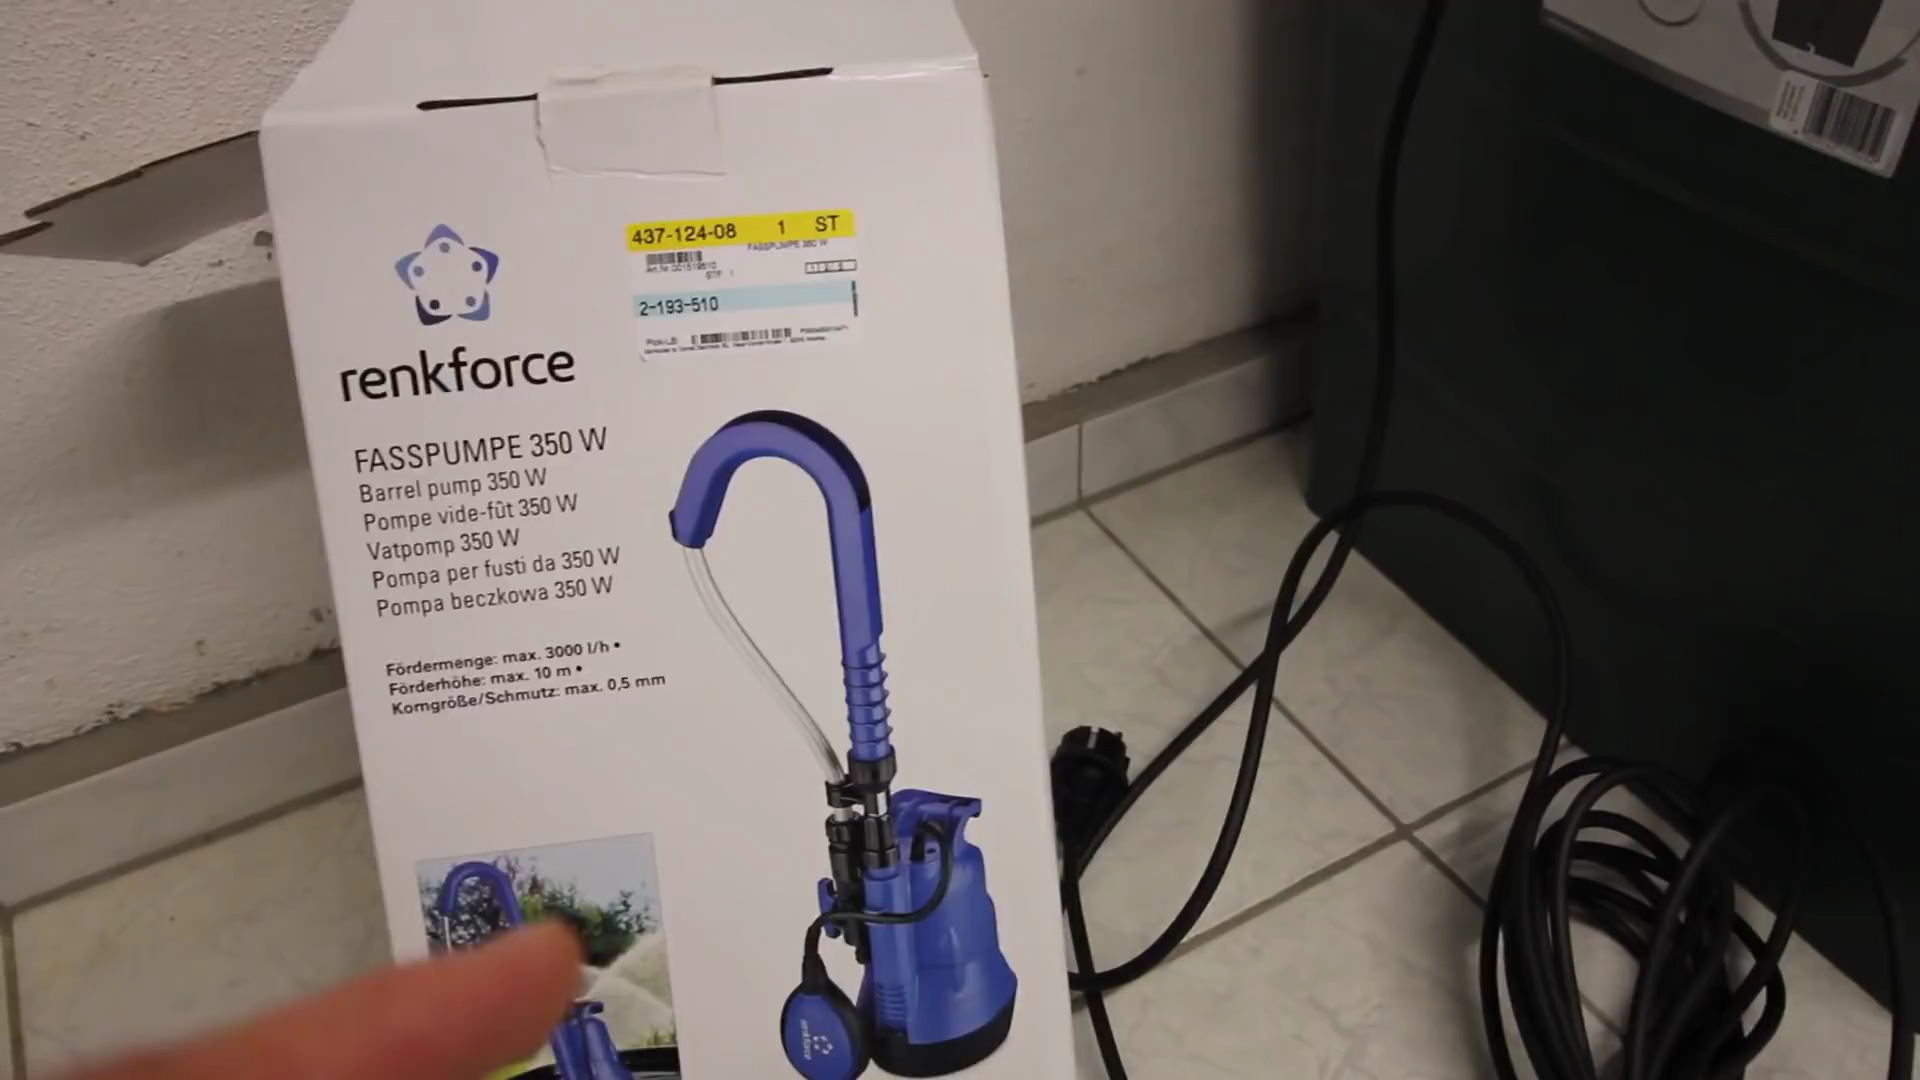 437-124-08 1 ST
FASSPUMPE 350 W
2-193-510
renkforce
FASSPUMPE 350 W
Barrel pump 350 W
Pompe vide-fût 350 W
Vatpomp 350 W
Pompa per fusti da 350 W
Pompa beczkowa 350 W
Fördermenge: max. 3000 l/h •
Förderhöhe: max. 10 m •
Korngröße/Schmutz: max. 0,5 mm
renkforce